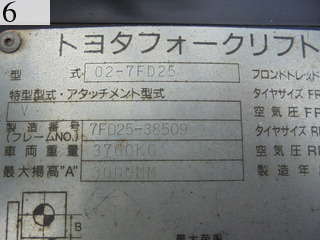 6
トヨタフォークリフト
型 式 02-7FD25 フロントトレッド
特型型式・アタッチメント型式 タイヤサイズ F
V 空気圧 F
製造番号 (フレームNO.) 7FD25-38509 タイヤサイズ R
車両重量 3700KG 空気圧 R
最大揚高"A" 3000MM 製造年
B